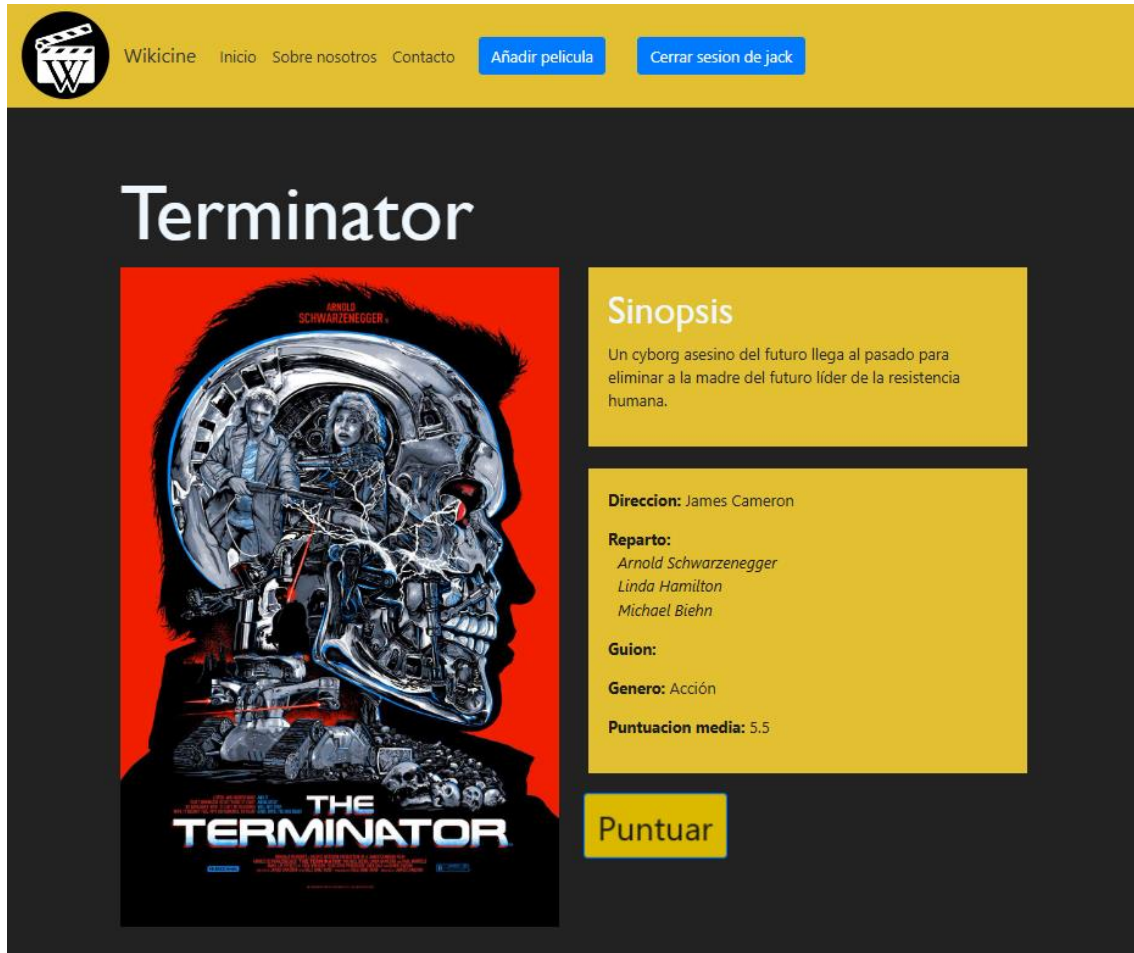 W
Wikicine Inicio Sobre nosotros Contacto Añadir pelicula Cerrar sesion de jack
Terminator
ARNOLD
SCHWARZENEGGER
THE
TERMINATOR
Sinopsis
Un cyborg asesino del futuro llega al pasado para
eliminar a la madre del futuro líder de la resistencia
humana.
Direccion: James Cameron
Reparto:
Arnold Schwarzenegger
Linda Hamilton
Michael Biehn
Guion:
Genero: Acción
Puntuacion media: 5.5
Puntuar